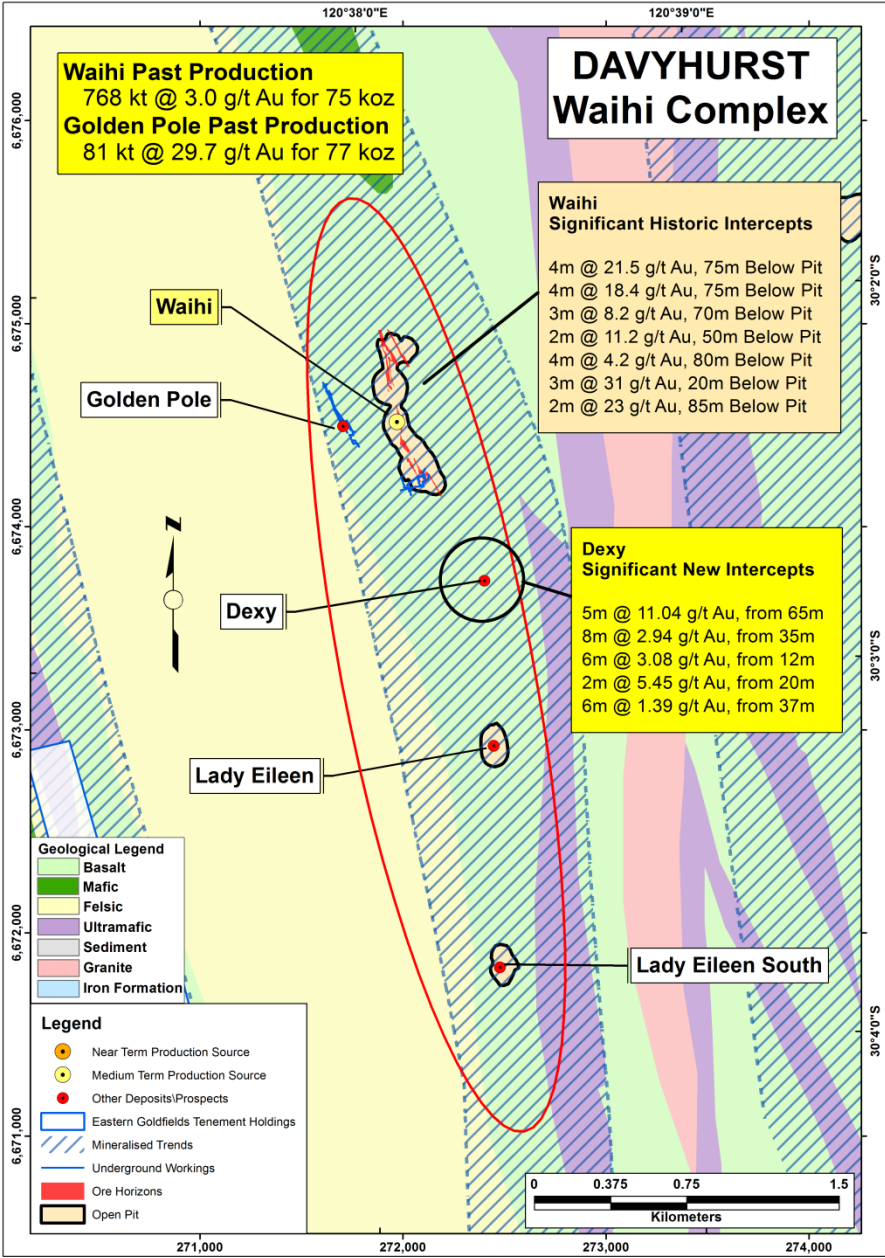 120°38'0"E
120°39'0"E
DAVYHURST
Waihi Complex
Waihi Past Production
768 kt @ 3.0 g/t Au for 75 koz
Golden Pole Past Production
81 kt @ 29.7 g/t Au for 77 koz
6,676,000
6,675,000
6,674,000
6,673,000
6,672,000
6,671,000
Waihi
Significant Historic Intercepts
4m @ 21.5 g/t Au, 75m Below Pit
4m @ 18.4 g/t Au, 75m Below Pit
3m @ 8.2 g/t Au, 70m Below Pit
2m @ 11.2 g/t Au, 50m Below Pit
4m @ 4.2 g/t Au, 80m Below Pit
3m @ 31 g/t Au, 20m Below Pit
2m @ 23 g/t Au, 85m Below Pit
30°2'0"S
30°3'0"S
30°4'0"S
Waihi
Golden Pole
N
Dexy
Dexy
Significant New Intercepts
5m @ 11.04 g/t Au, from 65m
8m @ 2.94 g/t Au, from 35m
6m @ 3.08 g/t Au, from 12m
2m @ 5.45 g/t Au, from 20m
6m @ 1.39 g/t Au, from 37m
Lady Eileen
Lady Eileen South
Geological Legend
Basalt
Mafic
Felsic
Ultramafic
Sediment
Granite
Iron Formation
Legend
Near Term Production Source
Medium Term Production Source
Other Deposits\Prospects
Eastern Goldfields Tenement Holdings
Mineralised Trends
Underground Workings
Ore Horizons
Open Pit
0 0.375 0.75 1.5
Kilometers
271,000
272,000
273,000
274,000